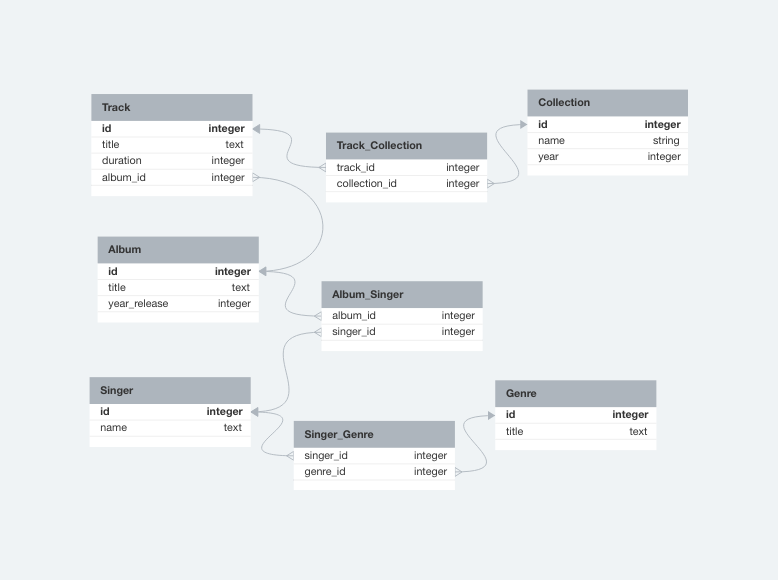 Track
id integer
title text
duration integer
album_id integer
Track_Collection
track_id integer
collection_id integer
Collection
id integer
name string
year integer
Album
id integer
title text
year_release integer
Album_Singer
album_id integer
singer_id integer
Singer
id integer
name text
Singer_Genre
singer_id integer
genre_id integer
Genre
id integer
title text